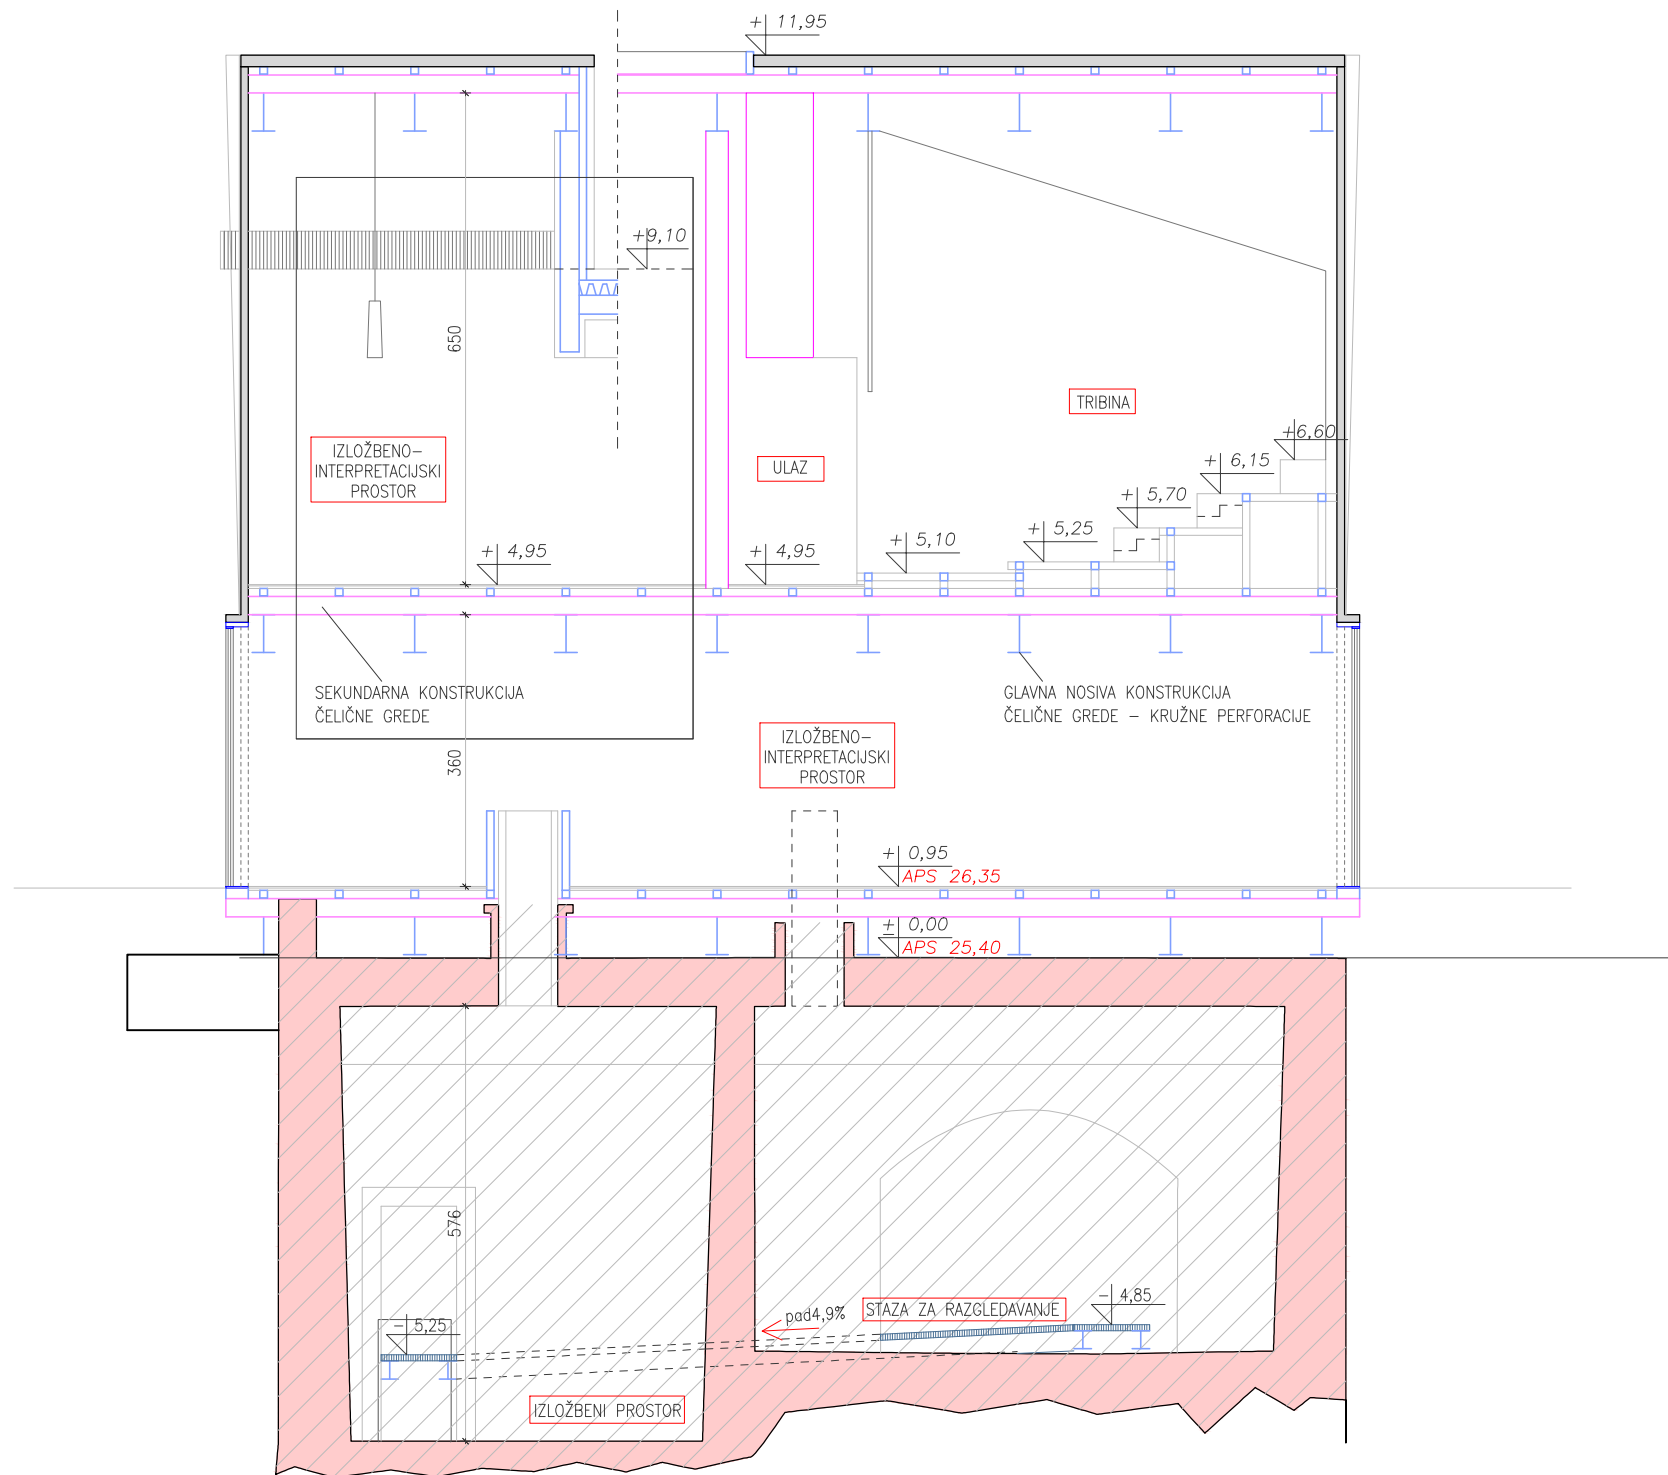 + 11,95
+9,10
650
TRIBINA
+6,60
IZLOŽBENO-
INTERPRETACIJSKI
PROSTOR
ULAZ
+ 6,15
+ 5,70
+ 4,95
+ 4,95
+ 5,10
+ 5,25
SEKUNDARNA KONSTRUKCIJA
ČELIČNE GREDE
GLAVNA NOSIVA KONSTRUKCIJA
ČELIČNE GREDE – KRUŽNE PERFORACIJE
360
IZLOŽBENO-
INTERPRETACIJSKI
PROSTOR
+ 0,95
APS 26,35
± 0,00
APS 25,40
576
- 5,25
pad4,9%
STAZA ZA RAZGLEDAVANJE
- 4,85
IZLOŽBENI PROSTOR